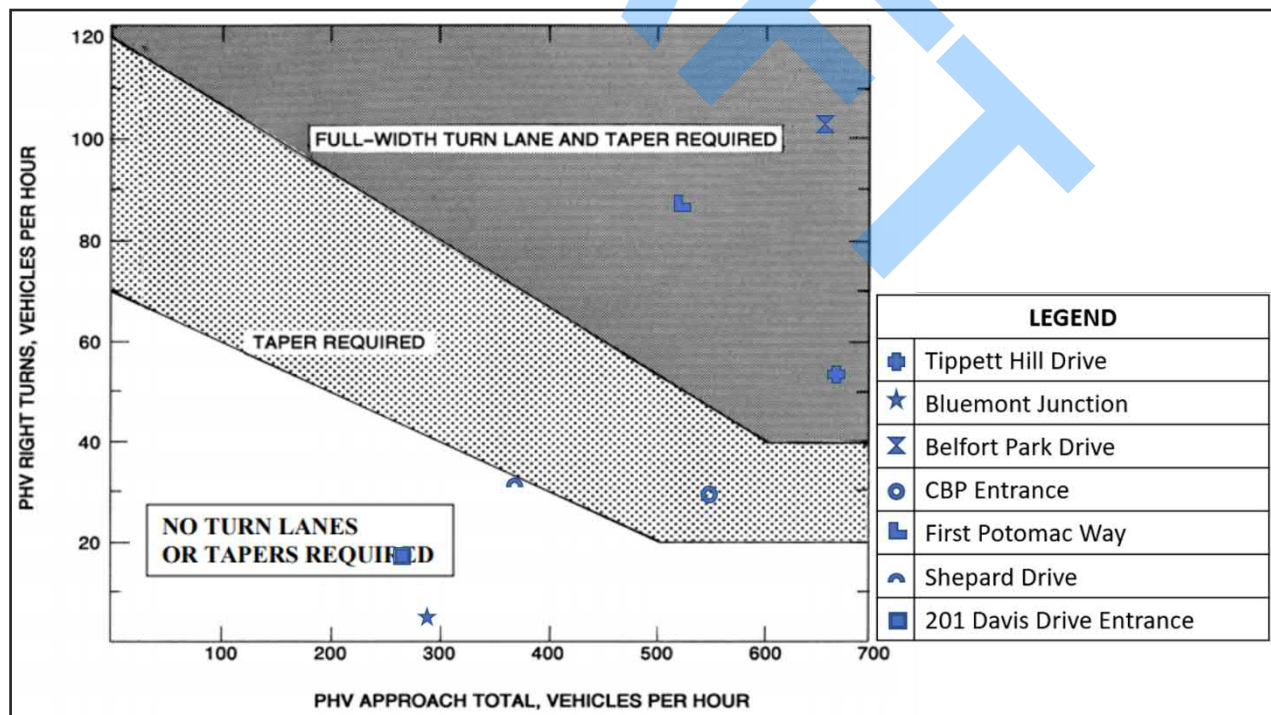 PHV RIGHT TURNS, VEHICLES PER HOUR
120
100
80
60
40
20
FULL-WIDTH TURN LANE AND TAPER REQUIRED
TAPER REQUIRED
NO TURN LANES
OR TAPERS REQUIRED
100 200 300 400 500 600 700
PHV APPROACH TOTAL, VEHICLES PER HOUR
LEGEND
Tippett Hill Drive
Bluemont Junction
Belfort Park Drive
CBP Entrance
First Potomac Way
Shepard Drive
201 Davis Drive Entrance